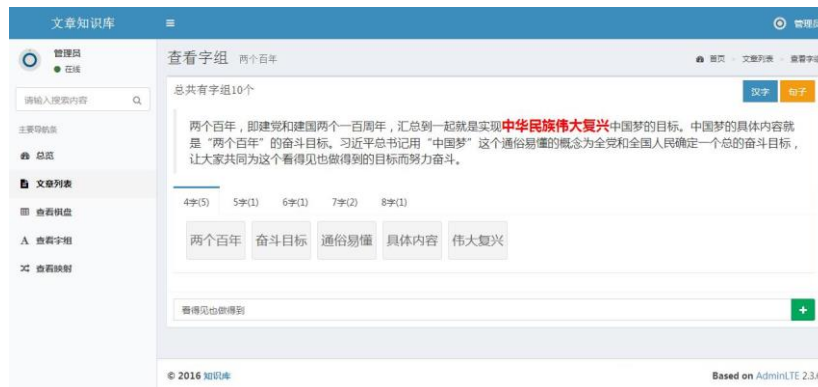 文章知识库
管理员
管理员
在线
请输入搜索内容
主要导航栏
总览
文章列表
查看棋盘
A 查看字组
查看映射
查看字组 两个百年
首页 > 文章列表 > 查看字组
总共有字组10个
汉字 句子
两个百年，即建党和建国两个一百周年，汇总到一起就是实现中华民族伟大复兴中国梦的目标。中国梦的具体内容就
是“两个百年”的奋斗目标。习近平总书记用“中国梦”这个通俗易懂的概念为全党和全国人民确定一个总的奋斗目标，
让大家共同为这个看得见也做得到的目标而努力奋斗。
4字(5) 5字(1) 6字(1) 7字(2) 8字(1)
两个百年 奋斗目标 通俗易懂 具体内容 伟大复兴
看得见也做得到
+
© 2016 知识库
Based on AdminLTE 2.3.